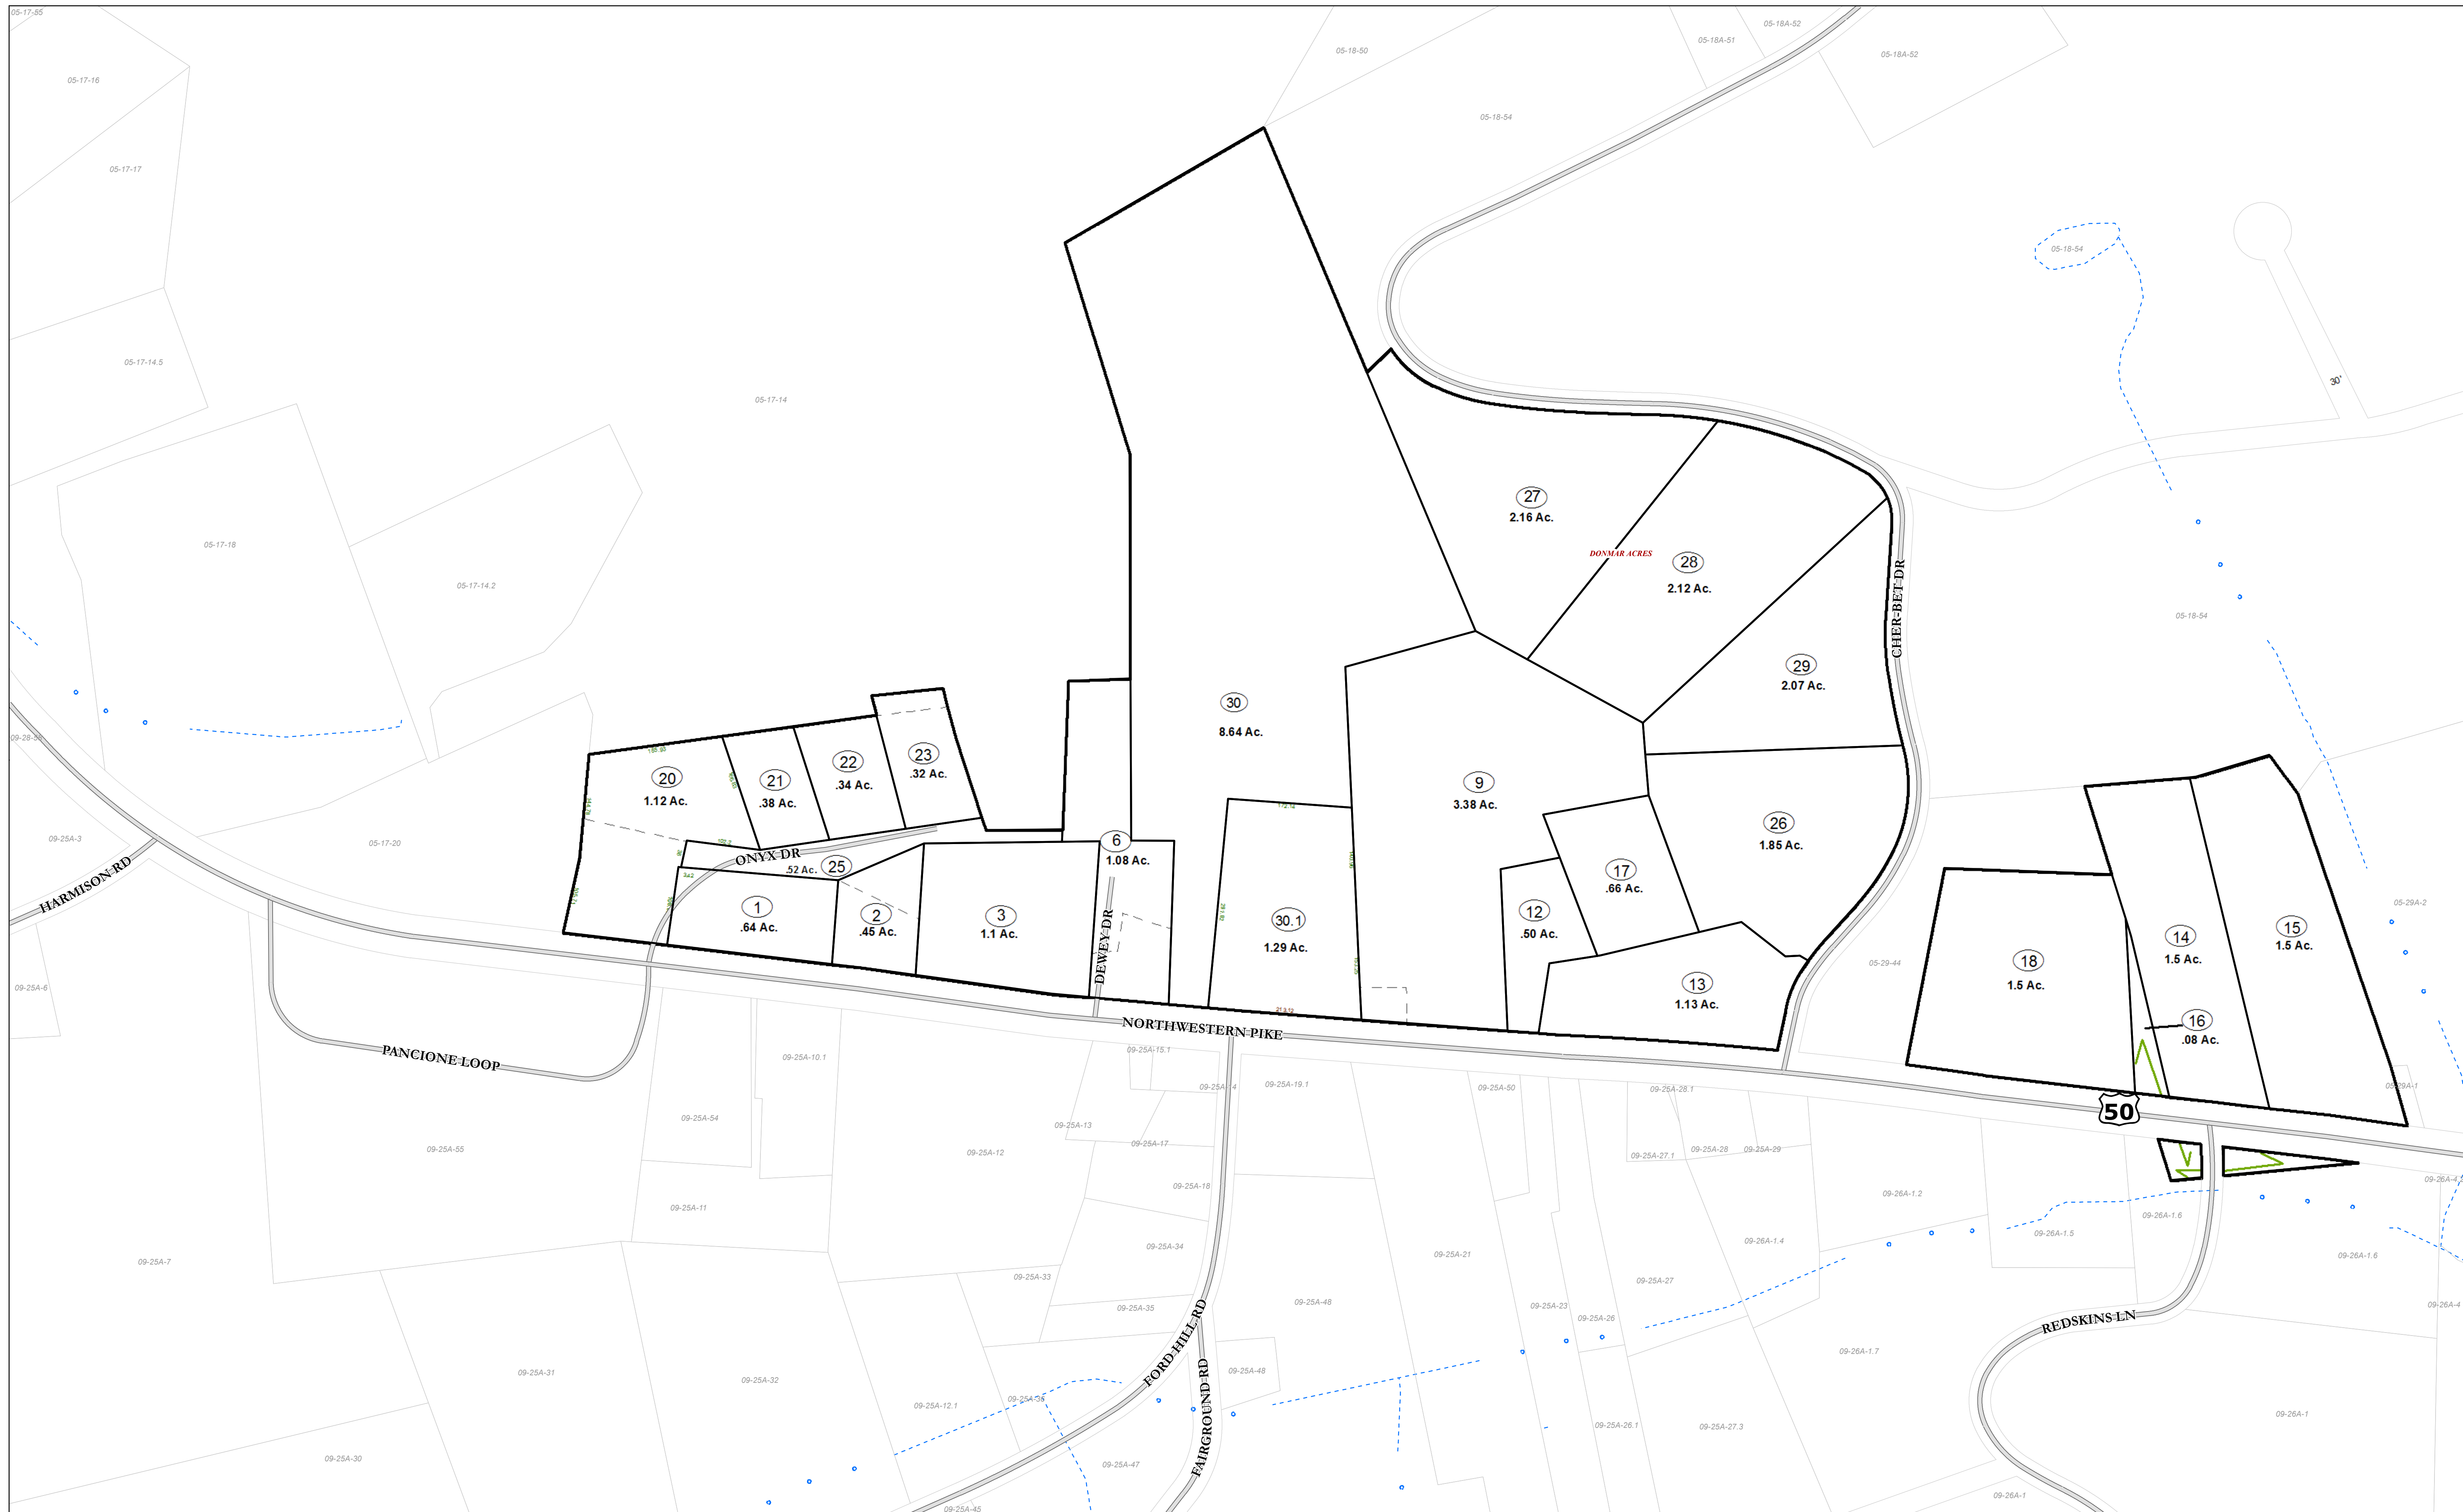 05-17-55
05-18A-52
05-18-50
05-18A-51
05-18A-52
05-17-16
05-18-54
05-17-17
05-18-54
05-17-14.5
30'
05-17-14
27
2.16 Ac.
05-17-18
DONMAR ACRES
28
2.12 Ac.
05-17-14.2
CHER-BET DR
05-18-54
29
2.07 Ac.
30
8.64 Ac.
23
.32 Ac.
22
.34 Ac.
20
1.12 Ac.
21
.38 Ac.
9
3.38 Ac.
26
1.85 Ac.
09-25A-3
05-17-20
6
1.08 Ac.
ONYX DR
.52 Ac.
25
17
.66 Ac.
HARMISON RD
342
1
.64 Ac.
2
.45 Ac.
3
1.1 Ac.
30.1
1.29 Ac.
12
.50 Ac.
05-29A-2
15
1.5 Ac.
14
1.5 Ac.
DEWEY DR
18
1.5 Ac.
05-29-44
13
1.13 Ac.
09-25A-6
16
.08 Ac.
NORTHWESTERN PIKE
PANCIONE LOOP
09-25A-10.1
09-25A-15.1
09-25A-19.1
09-25A-50
09-25A-28.1
05-29A-1
50
09-25A-54
09-25A-13
09-25A-17
09-25A-55
09-25A-12
09-25A-27.1
09-25A-28
09-25A-29
09-25A-18
09-26A-1.2
09-25A-11
09-26A-1.6
09-26A-1.5
09-25A-34
09-25A-21
09-26A-1.4
09-26A-1.6
09-25A-7
09-25A-33
09-25A-27
09-25A-35
09-25A-48
09-25A-23
09-25A-26
09-26A-4
REDSKINS LN
FORD HILL RD
09-26A-1.7
09-25A-31
09-25A-32
09-25A-48
FAIRGROUND RD
09-25A-12.1
09-25A-26.1
09-25A-27.3
09-26A-1
09-25A-30
09-25A-47
09-26A-1
09-25A-45